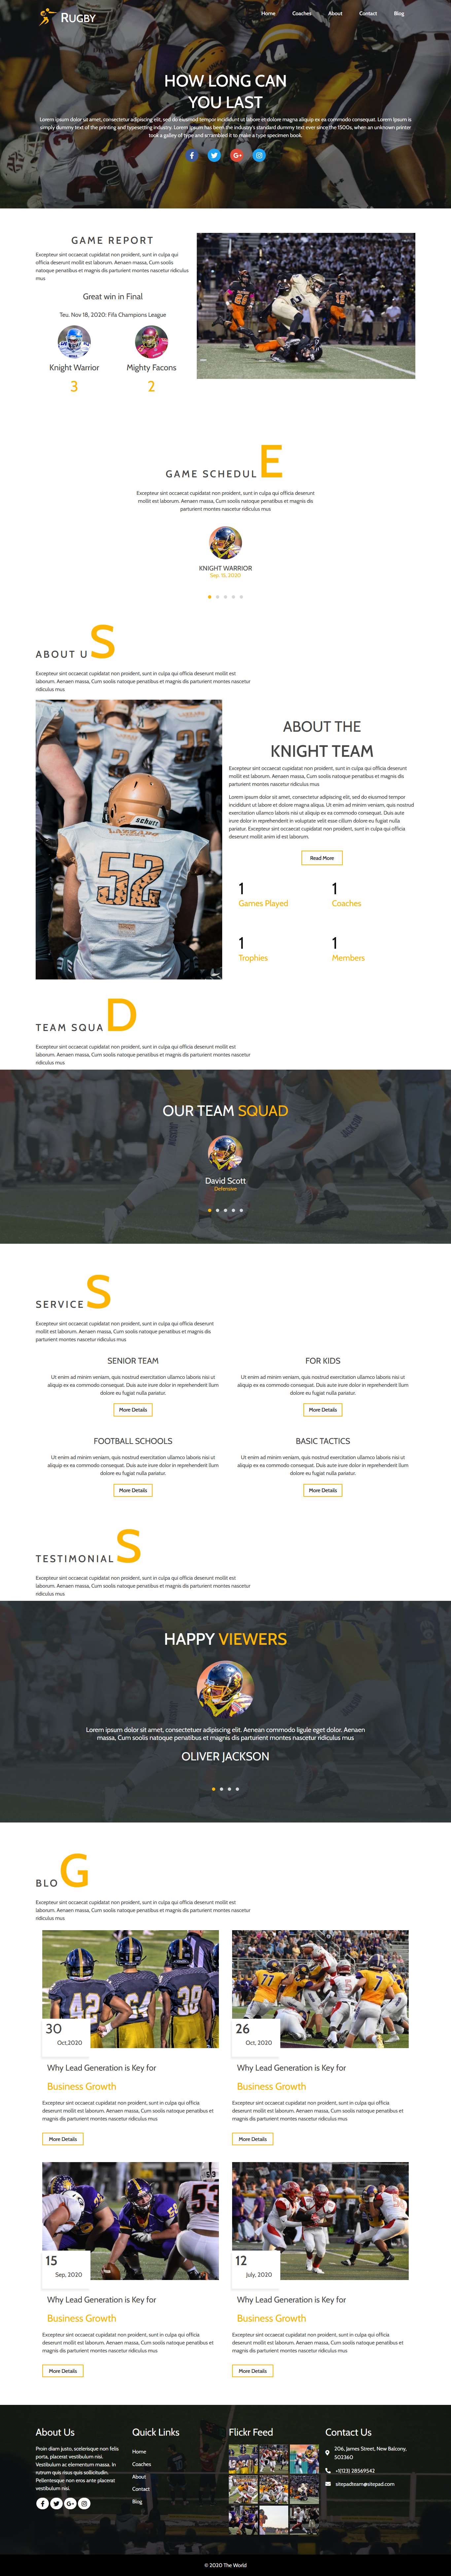 RUGBY
Home
Coaches
About
Contact
Blog
HOW LONG CAN
YOU LAST
Lorem ipsum dolor sit amet, consectetur adipiscing elit, sed do eiusmod tempor incididunt ut labore et dolore magna aliquip ex ea commodo consequat. Lorem Ipsum is
simply dummy text of the printing and typesetting industry. Lorem Ipsum has been the industry's standard dummy text ever since the 1500s, when an unknown printer
took a galley of type and scrambled it to make a type specimen book.
GAME REPORT
Excepteur sint occaecat cupidatat non proident, sunt in culpa qui
officia deserunt mollit est laborum. Aenean massa, Cum sociis
natoque penatibus et magnis dis parturient montes nascetur ridiculus
mus
Great win in Final
Teu. Nov 18, 2020: Fifa Champions League
Knight Warrior
3
Mighty Facons
2
GAME SCHEDULE
Excepteur sint occaecat cupidatat non proident, sunt in culpa qui officia deserunt
mollit est laborum. Aenean massa, Cum soolis natoque penatibus et magnis dis
parturient montes nascetur ridiculus mus
KNIGHT WARRIOR
Sep, 15, 2020
ABOUT US
Excepteur sint occaecat cupidatat non proident, sunt in culpa qui officia deserunt mollit est
laborum. Aenean massa, Cum soolis natoque penatibus et magnis dis parturient montes nascetur
ridiculus mus
schutt
52
ABOUT THE
KNIGHT TEAM
Excepteur sint occaecat cupidatat non proident, sunt in culpa qui officia deserunt
mollit est laborum. Aenean massa, Cum soolis natoque penatibus et magnis dis
parturient montes nascetur ridiculus mus
Lorem ipsum dolor sit amet, consectetur adipiscing elit, sed do eiusmod tempor
incididunt ut labore et dolore magna aliqua. Ut enim ad minim veniam, quis nostrud
exercitation ullamco laboris nisi ut aliquip ex ea commodo consequat. Duis aute
irure dolor in reprehenderit in voluptate velit esse cillum dolore eu fugiat nulla
pariatur. Excepteur sint occaecat cupidatat non proident, sunt in culpa qui officia
deserunt mollit anim id est laborum.
Read More
1
Games Played
1
Coaches
1
Trophies
1
Members
TEAM SQUAD
Excepteur sint occaecat cupidatat non proident, sunt in culpa qui officia deserunt mollit est
laborum. Aenean massa, Cum soolis natoque penatibus et magnis dis parturient montes nascetur
ridiculus mus
OUR TEAM SQUAD
David Scott
Defensive
SERVICES
Excepteur sint occaecat cupidatat non proident, sunt in culpa qui officia deserunt
mollit est laborum. Aenean massa, Cum soolis natoque penatibus et magnis dis
parturient montes nascetur ridiculus mus
SENIOR TEAM
Ut enim ad minim veniam, quis nostrud exercitation ullamco laboris nisi ut
aliquip ex ea commodo consequat. Duis aute irure dolor in reprehenderit llum
dolore eu fugiat nulla pariatur.
More Details
FOR KIDS
Ut enim ad minim veniam, quis nostrud exercitation ullamco laboris nisi ut
aliquip ex ea commodo consequat. Duis aute irure dolor in reprehenderit llum
dolore eu fugiat nulla pariatur.
More Details
FOOTBALL SCHOOLS
Ut enim ad minim veniam, quis nostrud exercitation ullamco laboris nisi ut
aliquip ex ea commodo consequat. Duis aute irure dolor in reprehenderit llum
dolore eu fugiat nulla pariatur.
More Details
BASIC TACTICS
Ut enim ad minim veniam, quis nostrud exercitation ullamco laboris nisi ut
aliquip ex ea commodo consequat. Duis aute irure dolor in reprehenderit llum
dolore eu fugiat nulla pariatur.
More Details
TESTIMONIALS
Excepteur sint occaecat cupidatat non proident, sunt in culpa qui officia deserunt mollit est
laborum. Aenean massa, Cum soolis natoque penatibus et magnis dis parturient montes nascetur
ridiculus mus
HAPPY VIEWERS
Lorem ipsum dolor sit amet, consectetuer adipiscing elit. Aenean commodo ligule eget dolor. Aenean
massa, Cum soolis natoque penatibus et magnis dis parturient montes nascetur ridiculus mus
OLIVER JACKSON
BLOG
Excepteur sint occaecat cupidatat non proident, sunt in culpa qui officia deserunt mollit est
laborum. Aenean massa, Cum soolis natoque penatibus et magnis dis parturient montes nascetur
ridiculus mus
30
Oct,2020
Why Lead Generation is Key for
Business Growth
Excepteur sint occaecat cupidatat non proident, sunt in culpa qui officia
deserunt mollit est laborum. Aenean massa, Cum soolis natoque penatibus et
magnis dis parturient montes nascetur ridiculus mus
More Details
26
Oct, 2020
Why Lead Generation is Key for
Business Growth
Excepteur sint occaecat cupidatat non proident, sunt in culpa qui officia
deserunt mollit est laborum. Aenean massa, Cum soolis natoque penatibus et
magnis dis parturient montes nascetur ridiculus mus
More Details
15
Sep, 2020
Why Lead Generation is Key for
Business Growth
Excepteur sint occaecat cupidatat non proident, sunt in culpa qui officia
deserunt mollit est laborum. Aenean massa, Cum soolis natoque penatibus et
magnis dis parturient montes nascetur ridiculus mus
More Details
12
July, 2020
Why Lead Generation is Key for
Business Growth
Excepteur sint occaecat cupidatat non proident, sunt in culpa qui officia
deserunt mollit est laborum. Aenean massa, Cum soolis natoque penatibus et
magnis dis parturient montes nascetur ridiculus mus
More Details
About Us
Proin diam justo, scelerisque non felis
porta, placerat vestibulum nisi.
Vestibulum ac elementum massa. In
rutrum quis risus quis sollicitudin.
Pellentesque non eros ante placerat
vestibulum nisi.
Quick Links
Home
Coaches
About
Contact
Blog
Flickr Feed
Contact Us
206, James Street, New Balcony,
502360
+1(123) 28569542
sitepadteam@sitepad.com
© 2020 The World